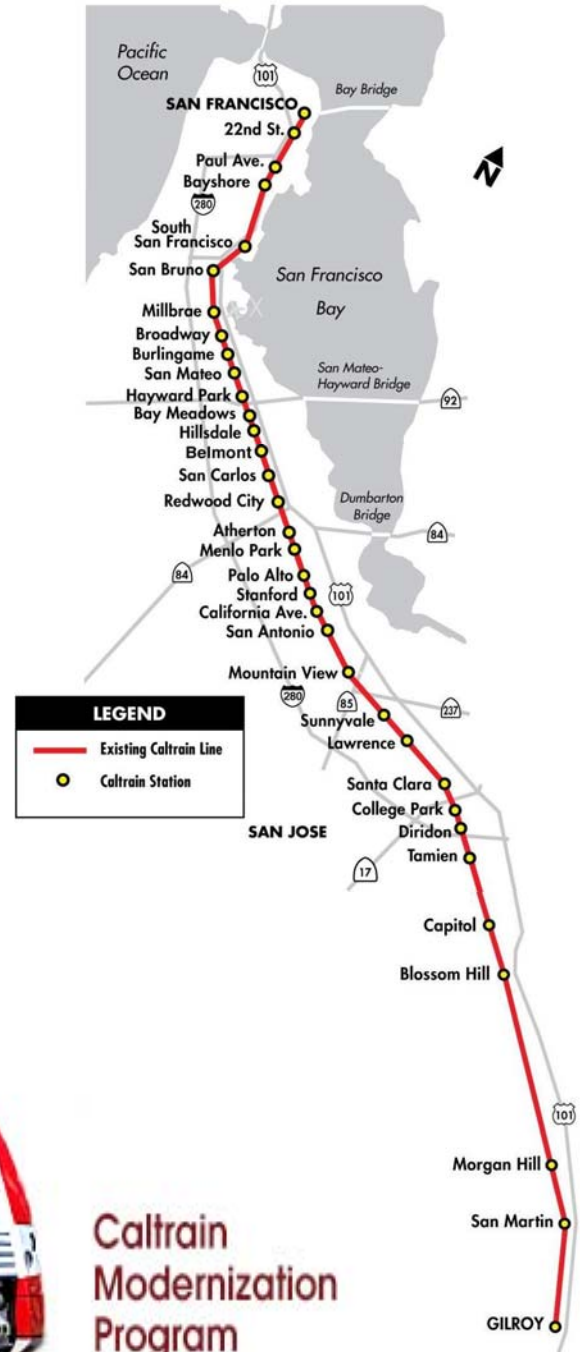 Pacific
Ocean
101
Bay Bridge
SAN FRANCISCO
22nd St.
N
Paul Ave.
Bayshore
280
South
San Francisco
San Bruno
San Francisco
Bay
Millbrae
Broadway
Burlingame
San Mateo
San Mateo-
Hayward Bridge
Hayward Park
92
Bay Meadows
Hillsdale
Belmont
San Carlos
Redwood City
Dumbarton
Bridge
Atherton
84
Menlo Park
84
Palo Alto
Stanford
101
California Ave.
San Antonio
Mountain View
280
85
237
Sunnyvale
Lawrence
LEGEND
Existing Caltrain Line
Caltrain Station
Santa Clara
College Park
SAN JOSE
Diridon
Tamien
17
Capitol
Blossom Hill
101
Morgan Hill
San Martin
GILROY
Caltrain
Modernization
Program